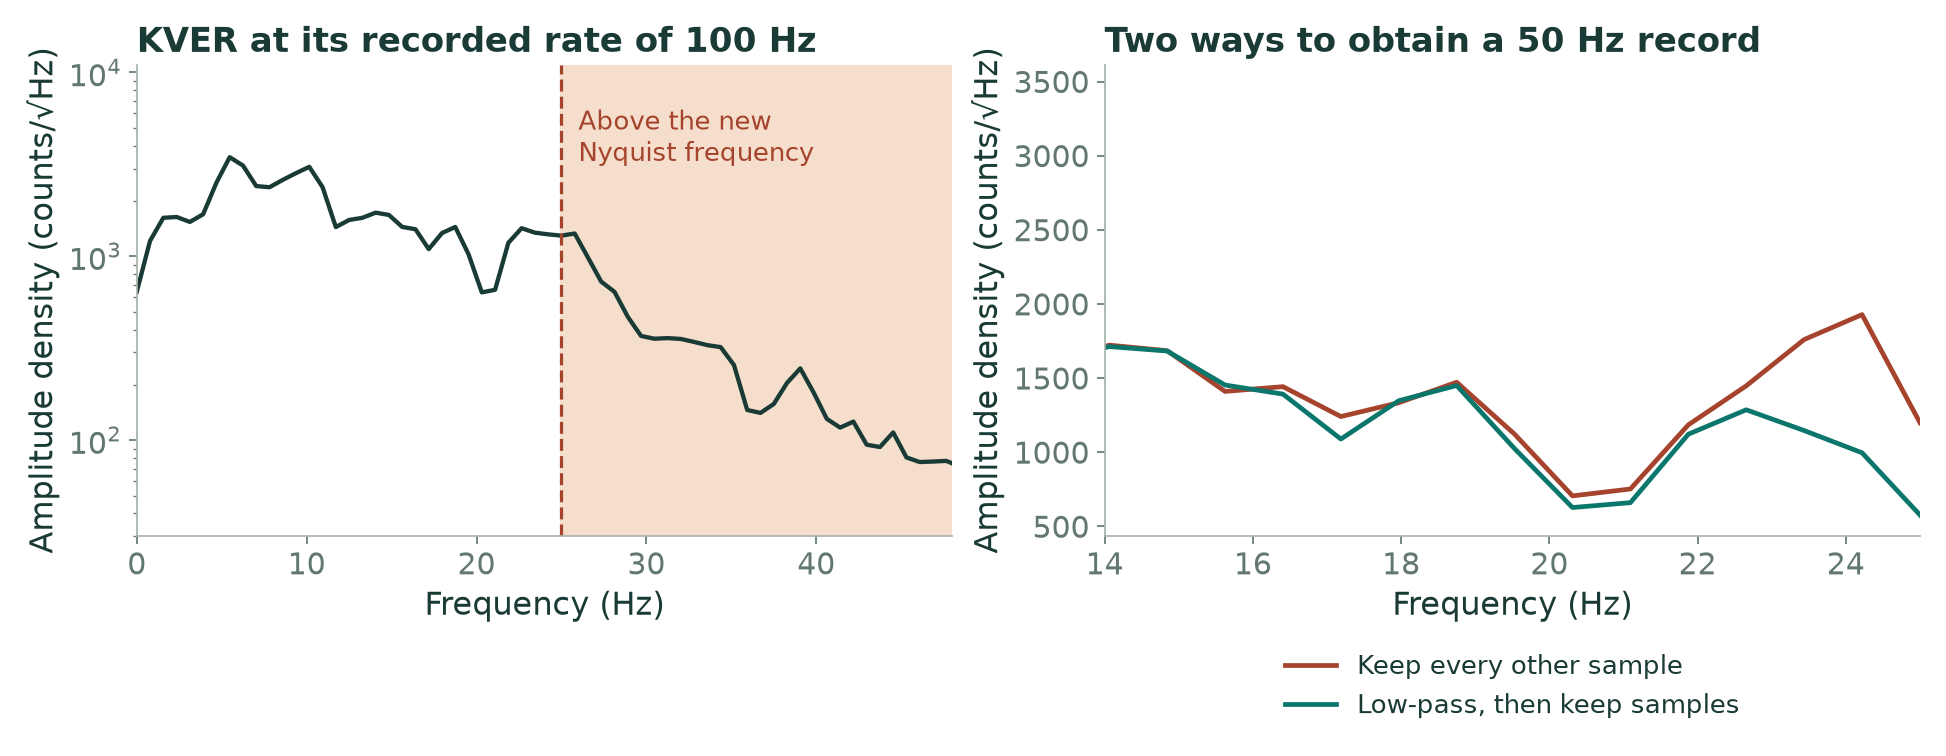 KVER at its recorded rate of 100 Hz
Amplitude density (counts/√Hz)
10⁴
10³
10²
Above the new
Nyquist frequency
0 10 20 30 40
Frequency (Hz)
Two ways to obtain a 50 Hz record
Amplitude density (counts/√Hz)
3500
3000
2500
2000
1500
1000
500
14 16 18 20 22 24
Frequency (Hz)
Keep every other sample
Low-pass, then keep samples